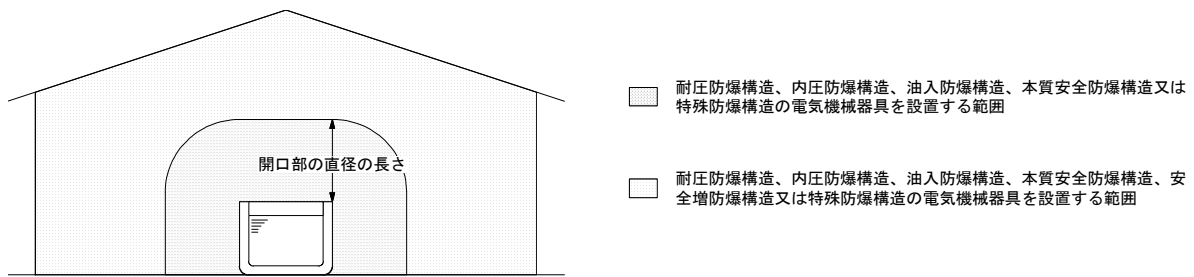 開口部の直径の長さ
耐圧防爆構造、内圧防爆構造、油入防爆構造、本質安全防爆構造又は
特殊防爆構造の電気機械器具を設置する範囲
耐圧防爆構造、内圧防爆構造、油入防爆構造、本質安全防爆構造、安
全増防爆構造又は特殊防爆構造の電気機械器具を設置する範囲